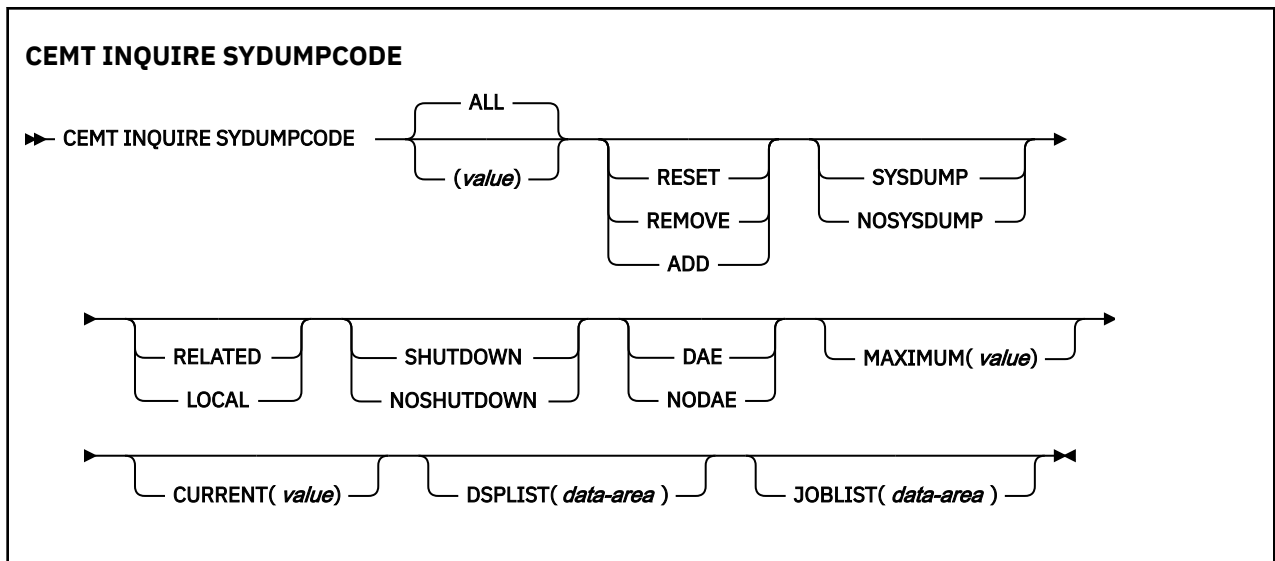 CEMT INQUIRE SYDUMPCODE
ALL
CEMT INQUIRE SYDUMPCODE
(value)
RESET
REMOVE
ADD
SYSDUMP
NOSYSDUMP
RELATED
LOCAL
SHUTDOWN
NOSHUTDOWN
DAE
NODAE
MAXIMUM( value)
CURRENT( value)
DSPLIST( data-area )
JOBLIST( data-area )